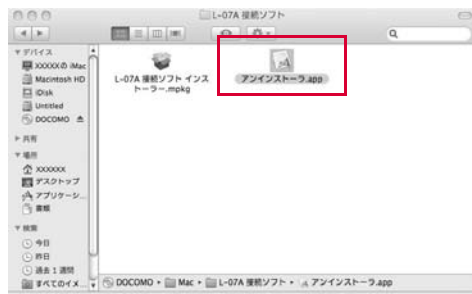 L-07A 接続ソフト
デバイス
XXXXXの iMac
Macintosh HD
iDisk
Untitled
DOCOMO
共有
場所
XXXXXX
デスクトップ
アプリケーシ...
書類
検索
今日
昨日
過去 1 週間
すべてのイメ...
L-07A 接続ソフト インス
トーラー.mpkg
アンインストーラ.app
DOCOMO ▸ Mac ▸ L-07A 接続ソフト ▸ アンインストーラ.app